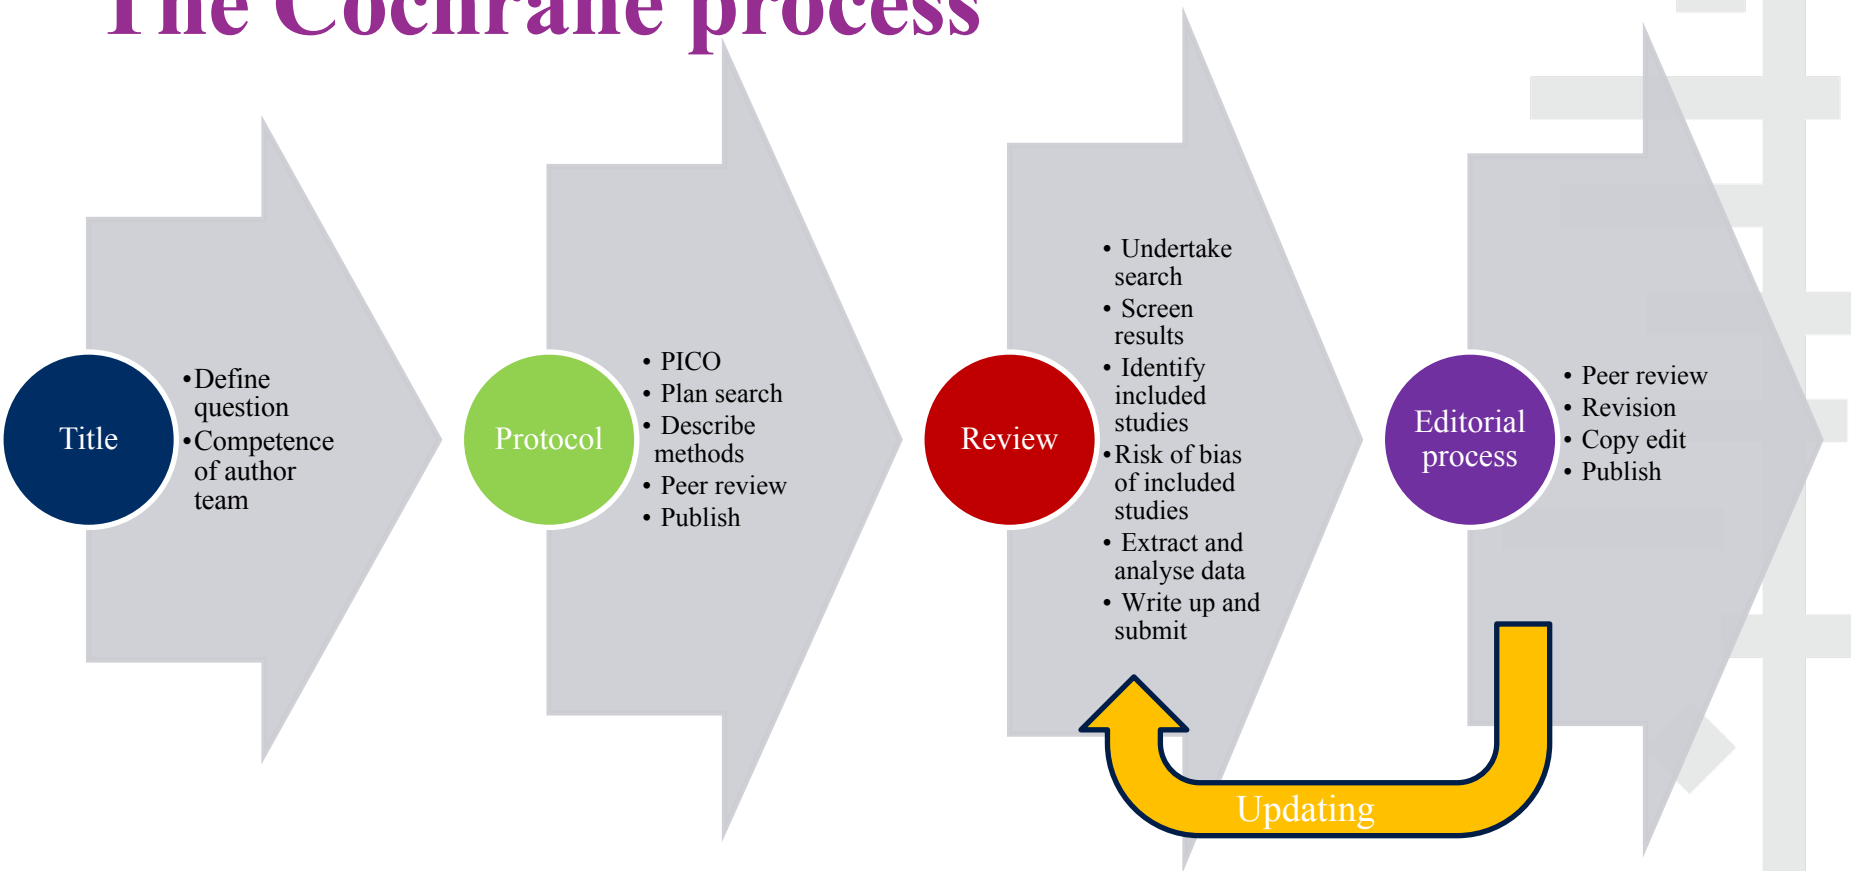 The Cochrane process
Title
•Define
question
•Competence
of author
team
Protocol
• PICO
• Plan search
• Describe
methods
• Peer review
• Publish
Review
• Undertake
search
• Screen
results
• Identify
included
studies
•Risk of bias
of included
studies
• Extract and
analyse data
• Write up and
submit
Editorial
process
• Peer review
• Revision
• Copy edit
• Publish
Updating